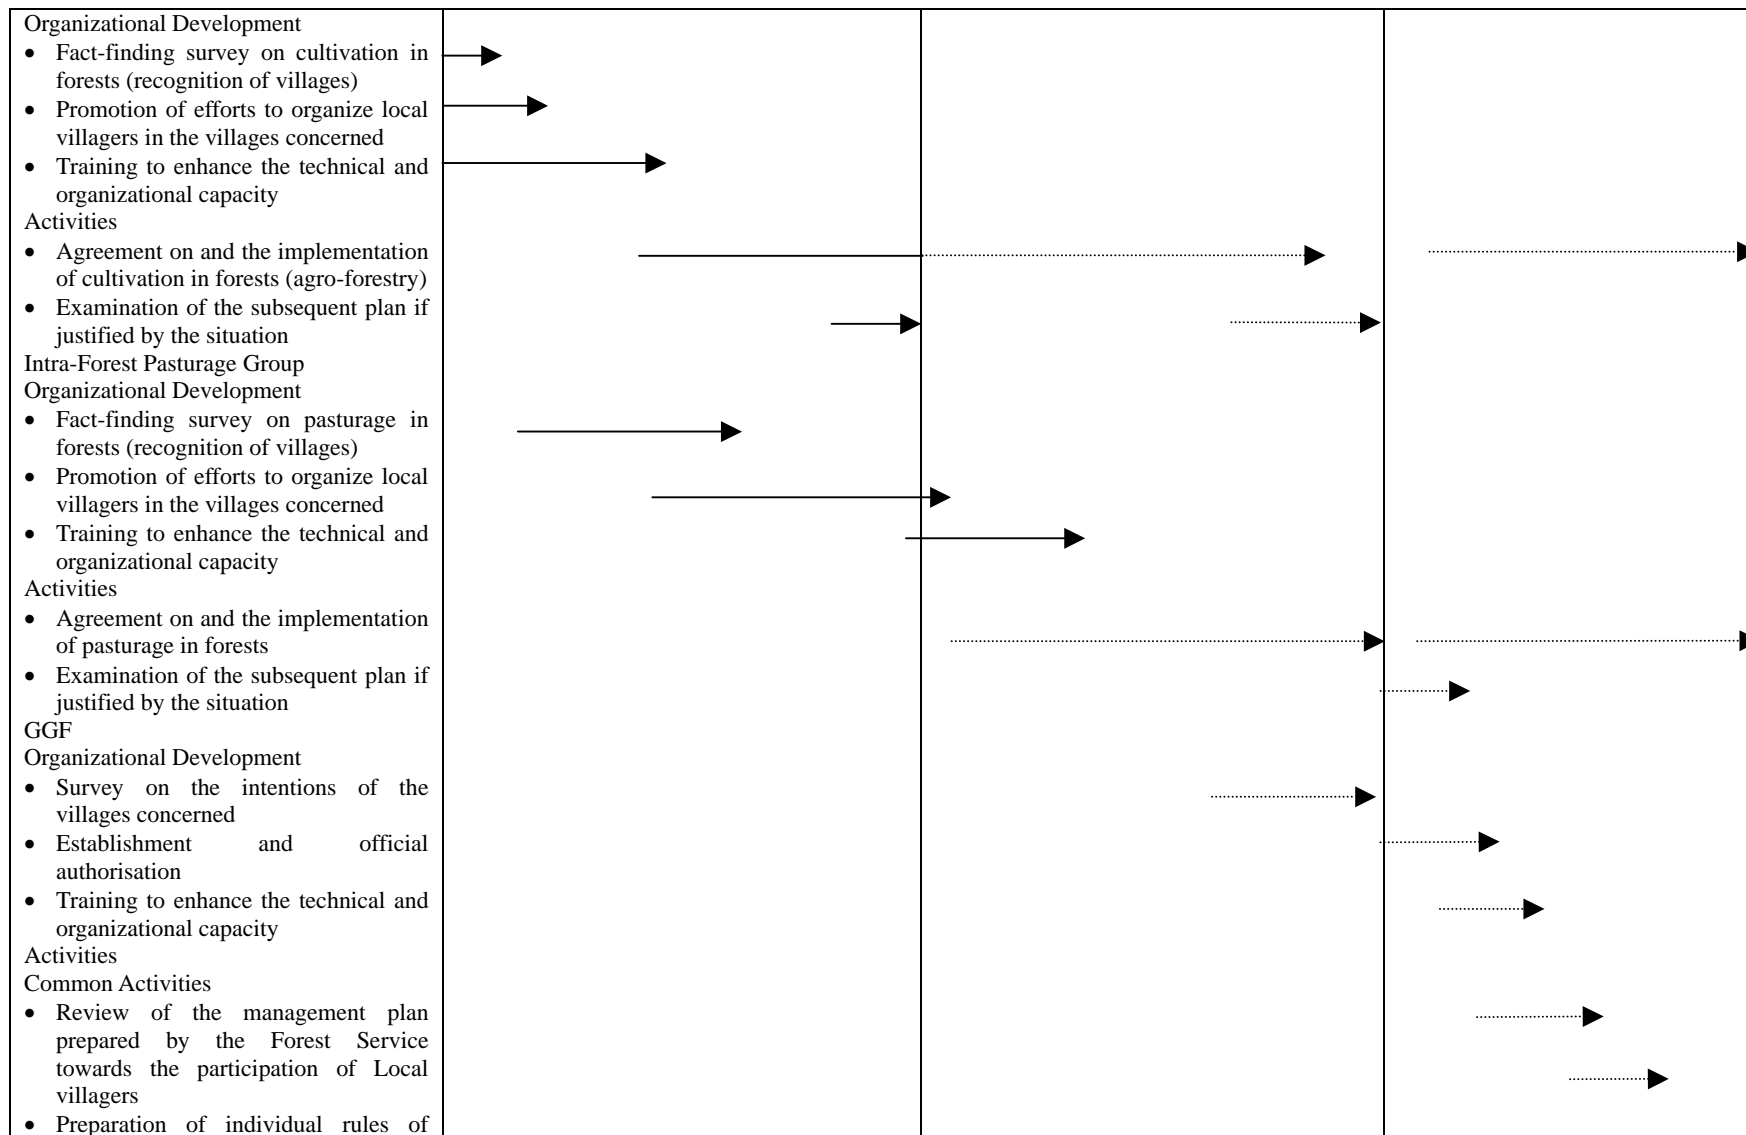 Organizational Development
• Fact-finding survey on cultivation in
forests (recognition of villages)
• Promotion of efforts to organize local
villagers in the villages concerned
• Training to enhance the technical and
organizational capacity
Activities
• Agreement on and the implementation
of cultivation in forests (agro-forestry)
• Examination of the subsequent plan if
justified by the situation
Intra-Forest Pasturage Group
Organizational Development
• Fact-finding survey on pasturage in
forests (recognition of villages)
• Promotion of efforts to organize local
villagers in the villages concerned
• Training to enhance the technical and
organizational capacity
Activities
• Agreement on and the implementation
of pasturage in forests
• Examination of the subsequent plan if
justified by the situation
GGF
Organizational Development
• Survey on the intentions of the
villages concerned
• Establishment and official
authorisation
• Training to enhance the technical and
organizational capacity
Activities
Common Activities
• Review of the management plan
prepared by the Forest Service
towards the participation of Local
villagers
• Preparation of individual rules of